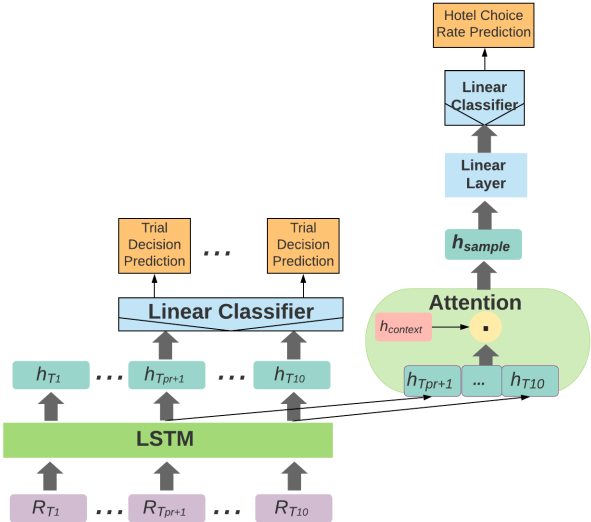 Hotel Choice
Rate Prediction
Linear
Classifier
Linear
Layer
h_sample
Attention
h_context
.
h_Tpr+1 ... h_T10
Trial
Decision
Prediction
...
Trial
Decision
Prediction
Linear Classifier
h_T1 ... h_Tpr+1 ... h_T10
LSTM
R_T1 ... R_Tpr+1 ... R_T10